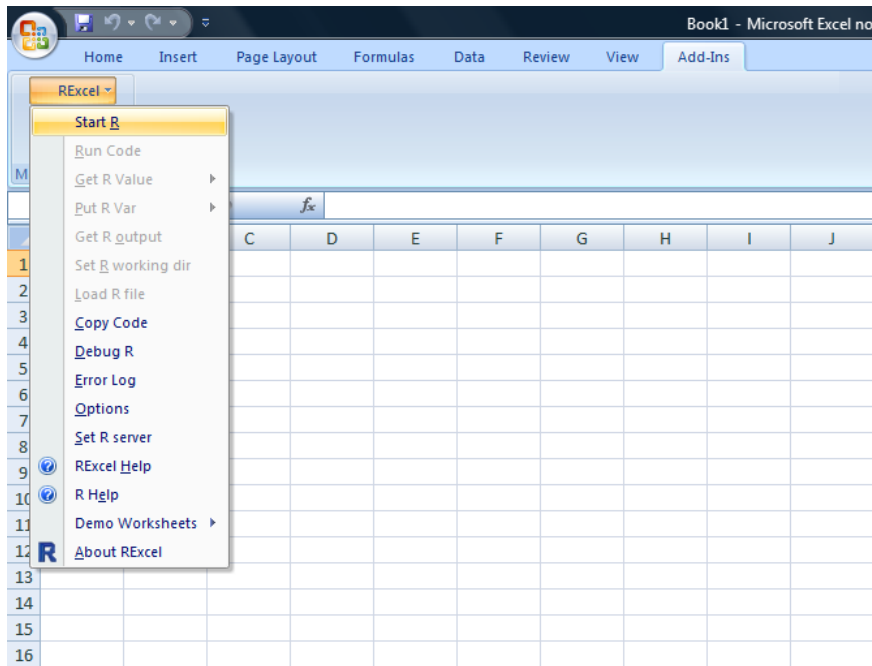 Book1 - Microsoft Excel no
Home Insert Page Layout Formulas Data Review View Add-Ins
RExcel
Start R
Run Code
M
Get R Value
Put R Var
fx
Get R output
C D E F G H I J
1
Set R working dir
2
Load R file
3
Copy Code
4
Debug R
5
Error Log
6
Options
7
Set R server
8
RExcel Help
9
R Help
10
Demo Worksheets
11
R About RExcel
12
13
14
15
16